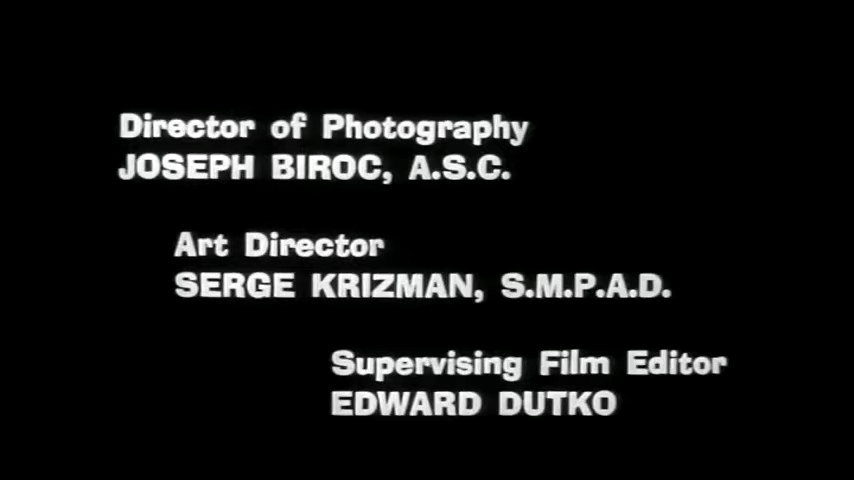 Director of Photography
JOSEPH BIROC, A.S.C.
Art Director
SERGE KRIZMAN, S.M.P.A.D.
Supervising Film Editor
EDWARD DUTKO